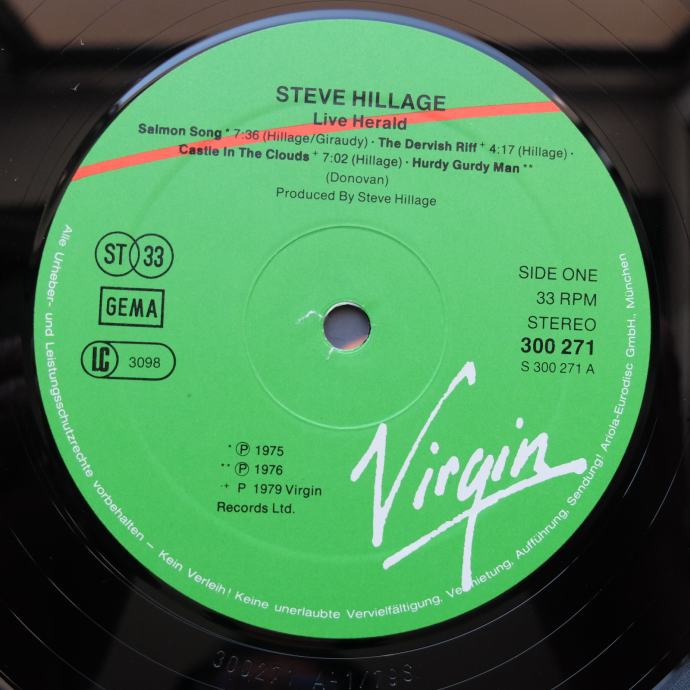 STEVE HILLAGE
Live Herald
Salmon Song * 7:36 (Hillage/Giraudy) · The Dervish Riff + 4:17 (Hillage) ·
Castle In The Clouds + 7:02 (Hillage) · Hurdy Gurdy Man **
(Donovan)
Produced By Steve Hillage
ST 33
GEMA
LC 3098
SIDE ONE
33 RPM
STEREO
300 271
S 300 271 A
* ℗ 1975
** ℗ 1976
+ P 1979 Virgin
Records Ltd.
Virgin
Alle Urheber- und Leistungsschutzrechte vorbehalten – Kein Verleih! Keine unerlaubte Vervielfältigung, Vermietung, Aufführung, Sendung! Ariola-Eurodisc GmbH., München